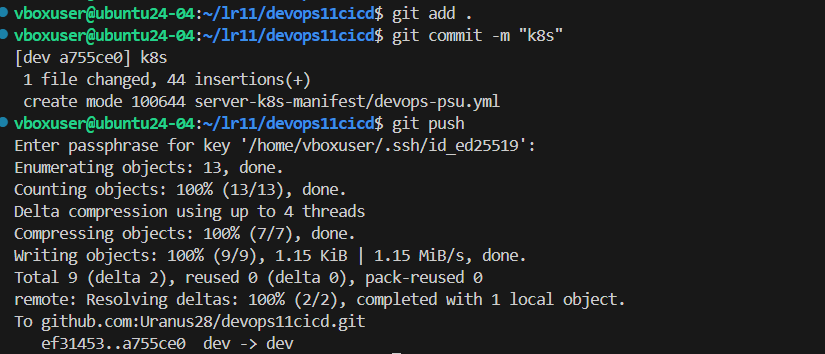 vboxuser@ubuntu24-04:~/lr11/devops11cicd$ git add .
vboxuser@ubuntu24-04:~/lr11/devops11cicd$ git commit -m "k8s"
[dev a755ce0] k8s
 1 file changed, 44 insertions(+)
 create mode 100644 server-k8s-manifest/devops-psu.yml
vboxuser@ubuntu24-04:~/lr11/devops11cicd$ git push
Enter passphrase for key '/home/vboxuser/.ssh/id_ed25519':
Enumerating objects: 13, done.
Counting objects: 100% (13/13), done.
Delta compression using up to 4 threads
Compressing objects: 100% (7/7), done.
Writing objects: 100% (9/9), 1.15 KiB | 1.15 MiB/s, done.
Total 9 (delta 2), reused 0 (delta 0), pack-reused 0
remote: Resolving deltas: 100% (2/2), completed with 1 local object.
To github.com:Uranus28/devops11cicd.git
   ef31453..a755ce0  dev -> dev